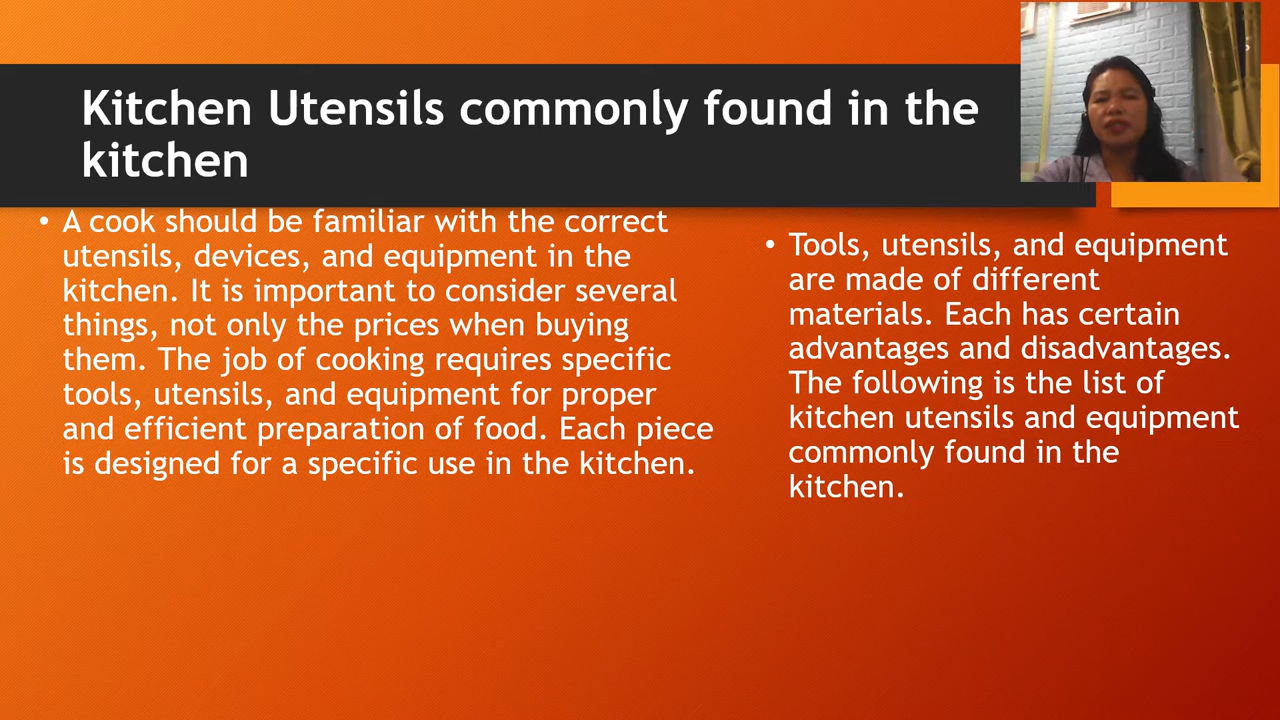 Kitchen Utensils commonly found in the
kitchen
• A cook should be familiar with the correct
utensils, devices, and equipment in the
kitchen. It is important to consider several
things, not only the prices when buying
them. The job of cooking requires specific
tools, utensils, and equipment for proper
and efficient preparation of food. Each piece
is designed for a specific use in the kitchen.
• Tools, utensils, and equipment
are made of different
materials. Each has certain
advantages and disadvantages.
The following is the list of
kitchen utensils and equipment
commonly found in the
kitchen.